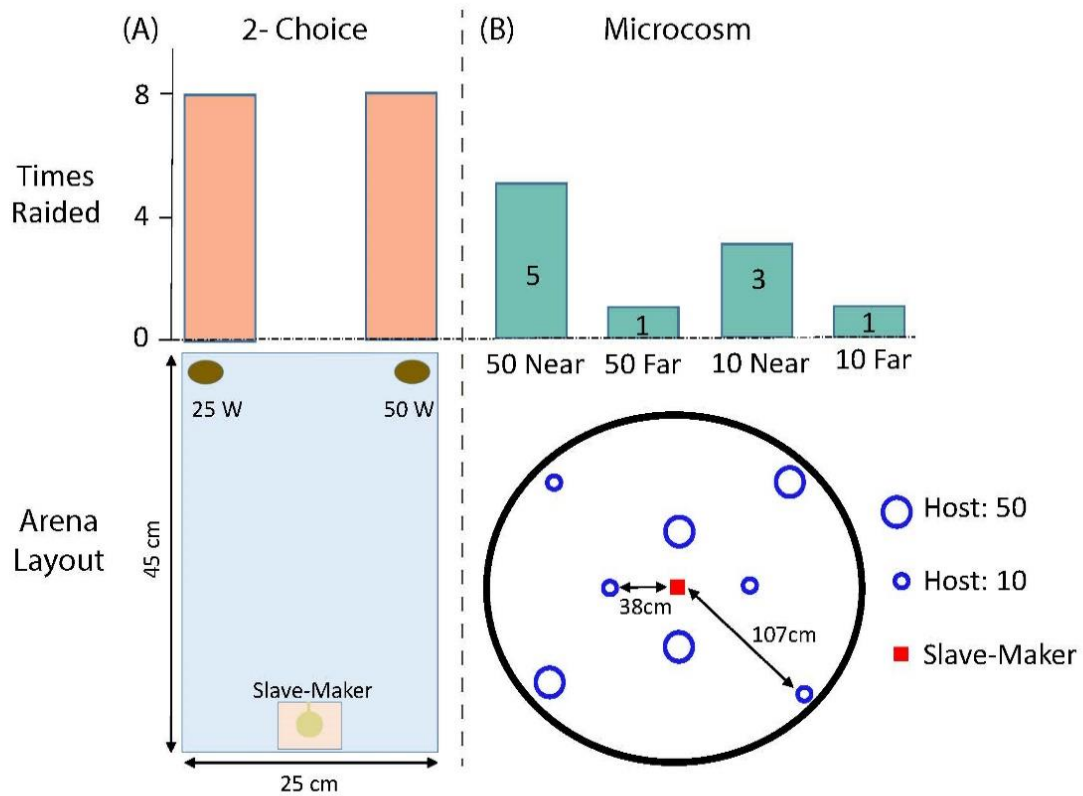 (A) 2- Choice
(B) Microcosm
Times
Raided
8
4
0
5
1
3
1
50 Near 50 Far 10 Near 10 Far
25 W 50 W
Arena
Layout
45 cm
Slave-Maker
25 cm
38cm
107cm
Host: 50
Host: 10
Slave-Maker